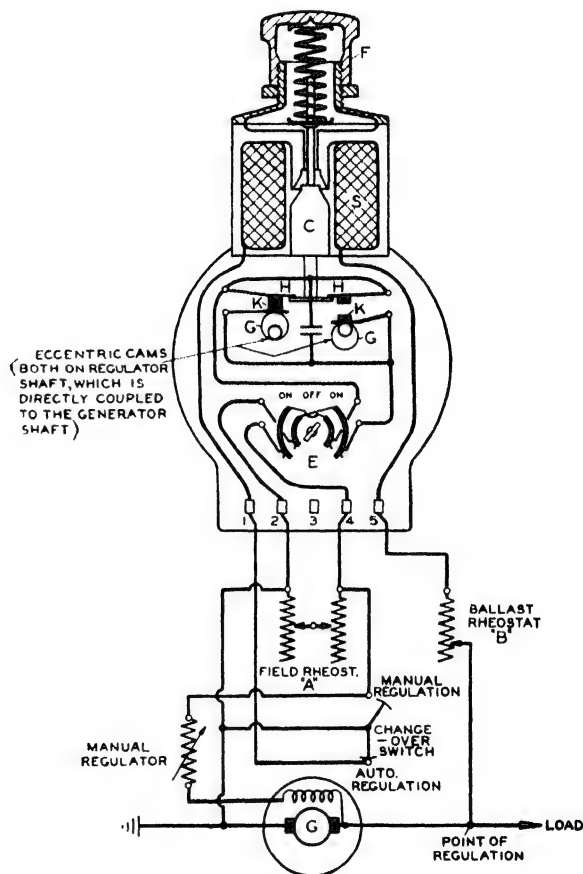 F
S
C
H H
K K
G G
ECCENTRIC CAMS
(BOTH ON REGULATOR
SHAFT, WHICH IS
DIRECTLY COUPLED
TO THE GENERATOR
SHAFT)
ON OFF ON
E
1 2 3 4 5
BALLAST
RHEOSTAT
"B"
FIELD RHEOST.
"A"
MANUAL
REGULATION
MANUAL
REGULATOR
CHANGE
-OVER
SWITCH
AUTO.
REGULATION
G
LOAD
POINT OF
REGULATION